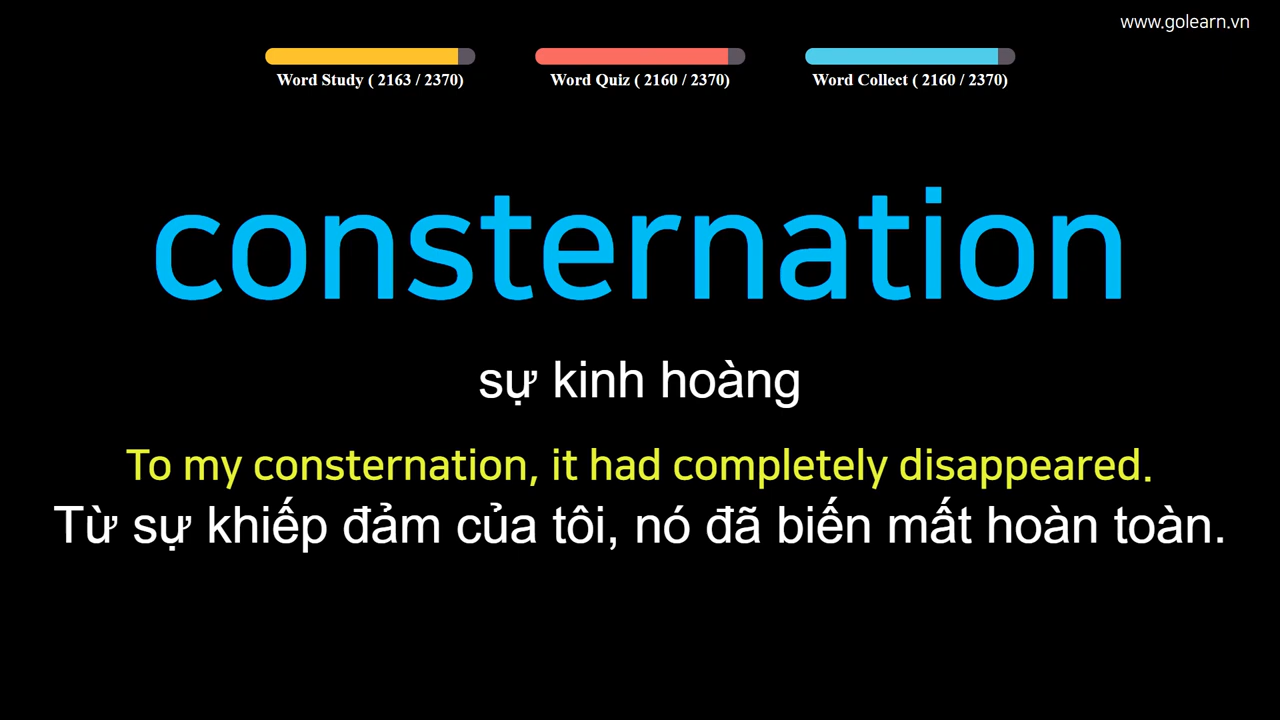 www.golearn.vn
Word Study ( 2163 / 2370)
Word Quiz ( 2160 / 2370)
Word Collect ( 2160 / 2370)
consternation
sự kinh hoàng
To my consternation, it had completely disappeared.
Từ sự khiếp đảm của tôi, nó đã biến mất hoàn toàn.